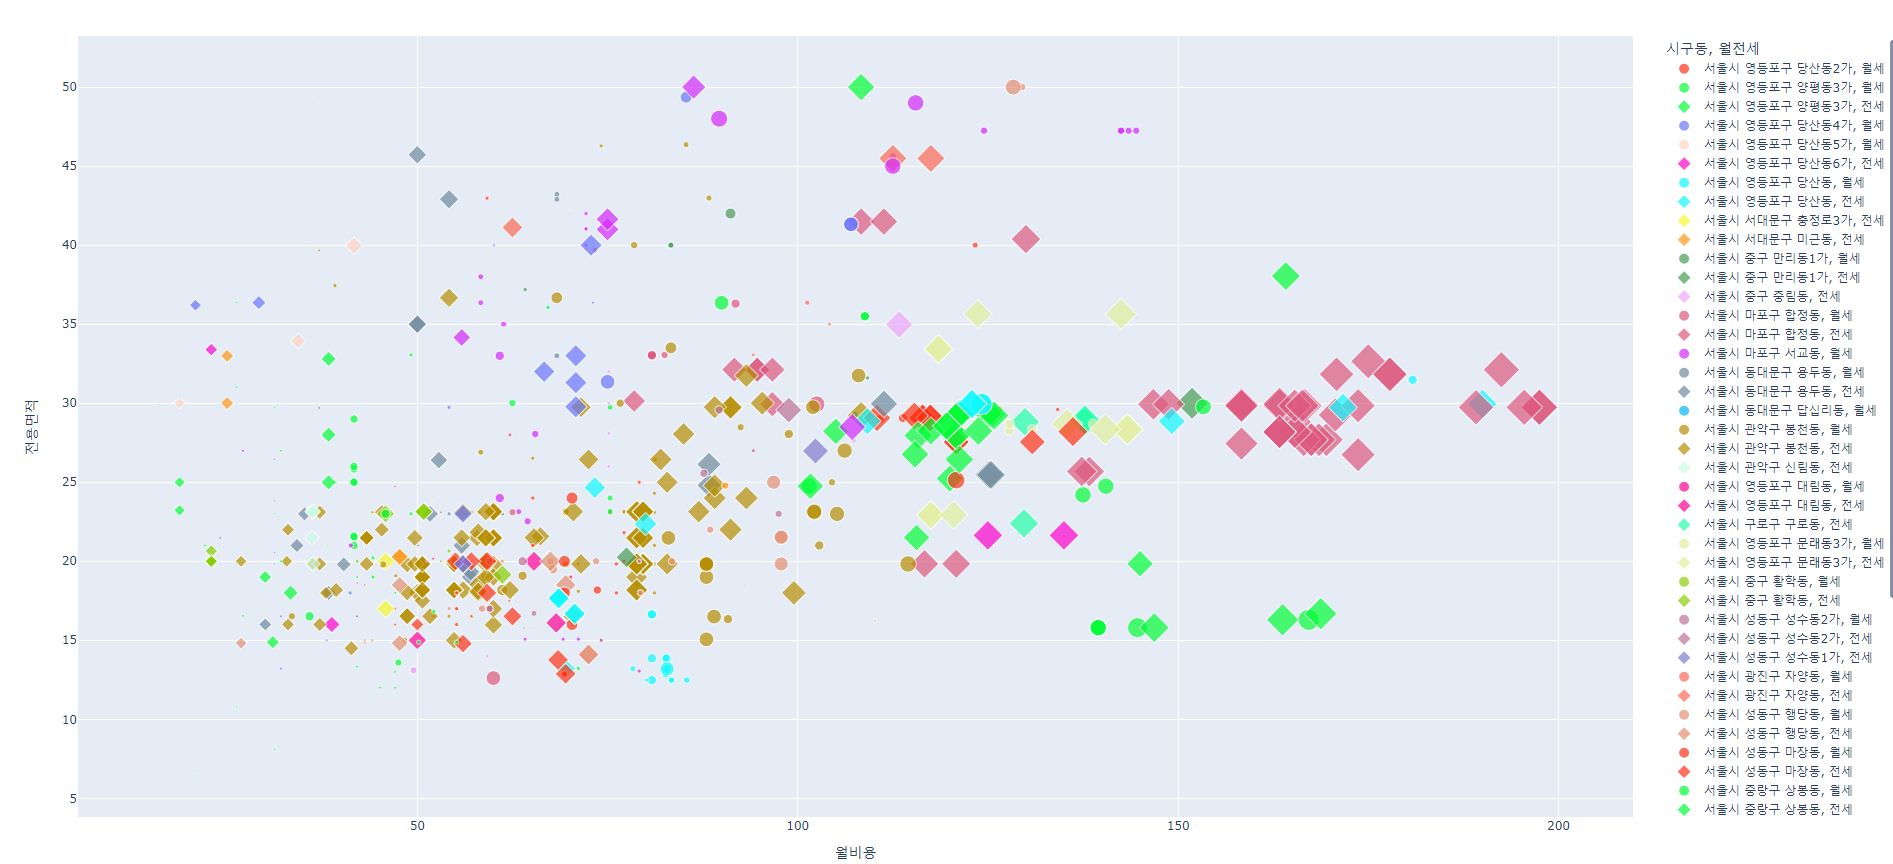 시구동, 월전세
서울시 영등포구 당산동2가, 월세
서울시 영등포구 양평동3가, 월세
서울시 영등포구 양평동3가, 전세
서울시 영등포구 당산동4가, 월세
서울시 영등포구 당산동5가, 월세
서울시 영등포구 당산동6가, 전세
서울시 영등포구 당산동, 월세
서울시 영등포구 당산동, 전세
서울시 서대문구 충정로3가, 전세
서울시 서대문구 미근동, 전세
서울시 중구 만리동1가, 월세
서울시 중구 만리동1가, 전세
서울시 중구 중림동, 전세
서울시 마포구 합정동, 월세
서울시 마포구 합정동, 전세
서울시 마포구 서교동, 월세
서울시 동대문구 용두동, 월세
서울시 동대문구 용두동, 전세
서울시 동대문구 답십리동, 월세
서울시 관악구 봉천동, 월세
서울시 관악구 봉천동, 전세
서울시 관악구 신림동, 전세
서울시 영등포구 대림동, 월세
서울시 영등포구 대림동, 전세
서울시 구로구 구로동, 전세
서울시 영등포구 문래동3가, 월세
서울시 영등포구 문래동3가, 전세
서울시 중구 황학동, 월세
서울시 중구 황학동, 전세
서울시 성동구 성수동2가, 월세
서울시 성동구 성수동2가, 전세
서울시 성동구 성수동1가, 전세
서울시 광진구 자양동, 월세
서울시 광진구 자양동, 전세
서울시 성동구 행당동, 월세
서울시 성동구 행당동, 전세
서울시 성동구 마장동, 월세
서울시 성동구 마장동, 전세
서울시 중랑구 상봉동, 월세
서울시 중랑구 상봉동, 전세
전용면적
50
45
40
35
30
25
20
15
10
5
50
100
150
200
월비용